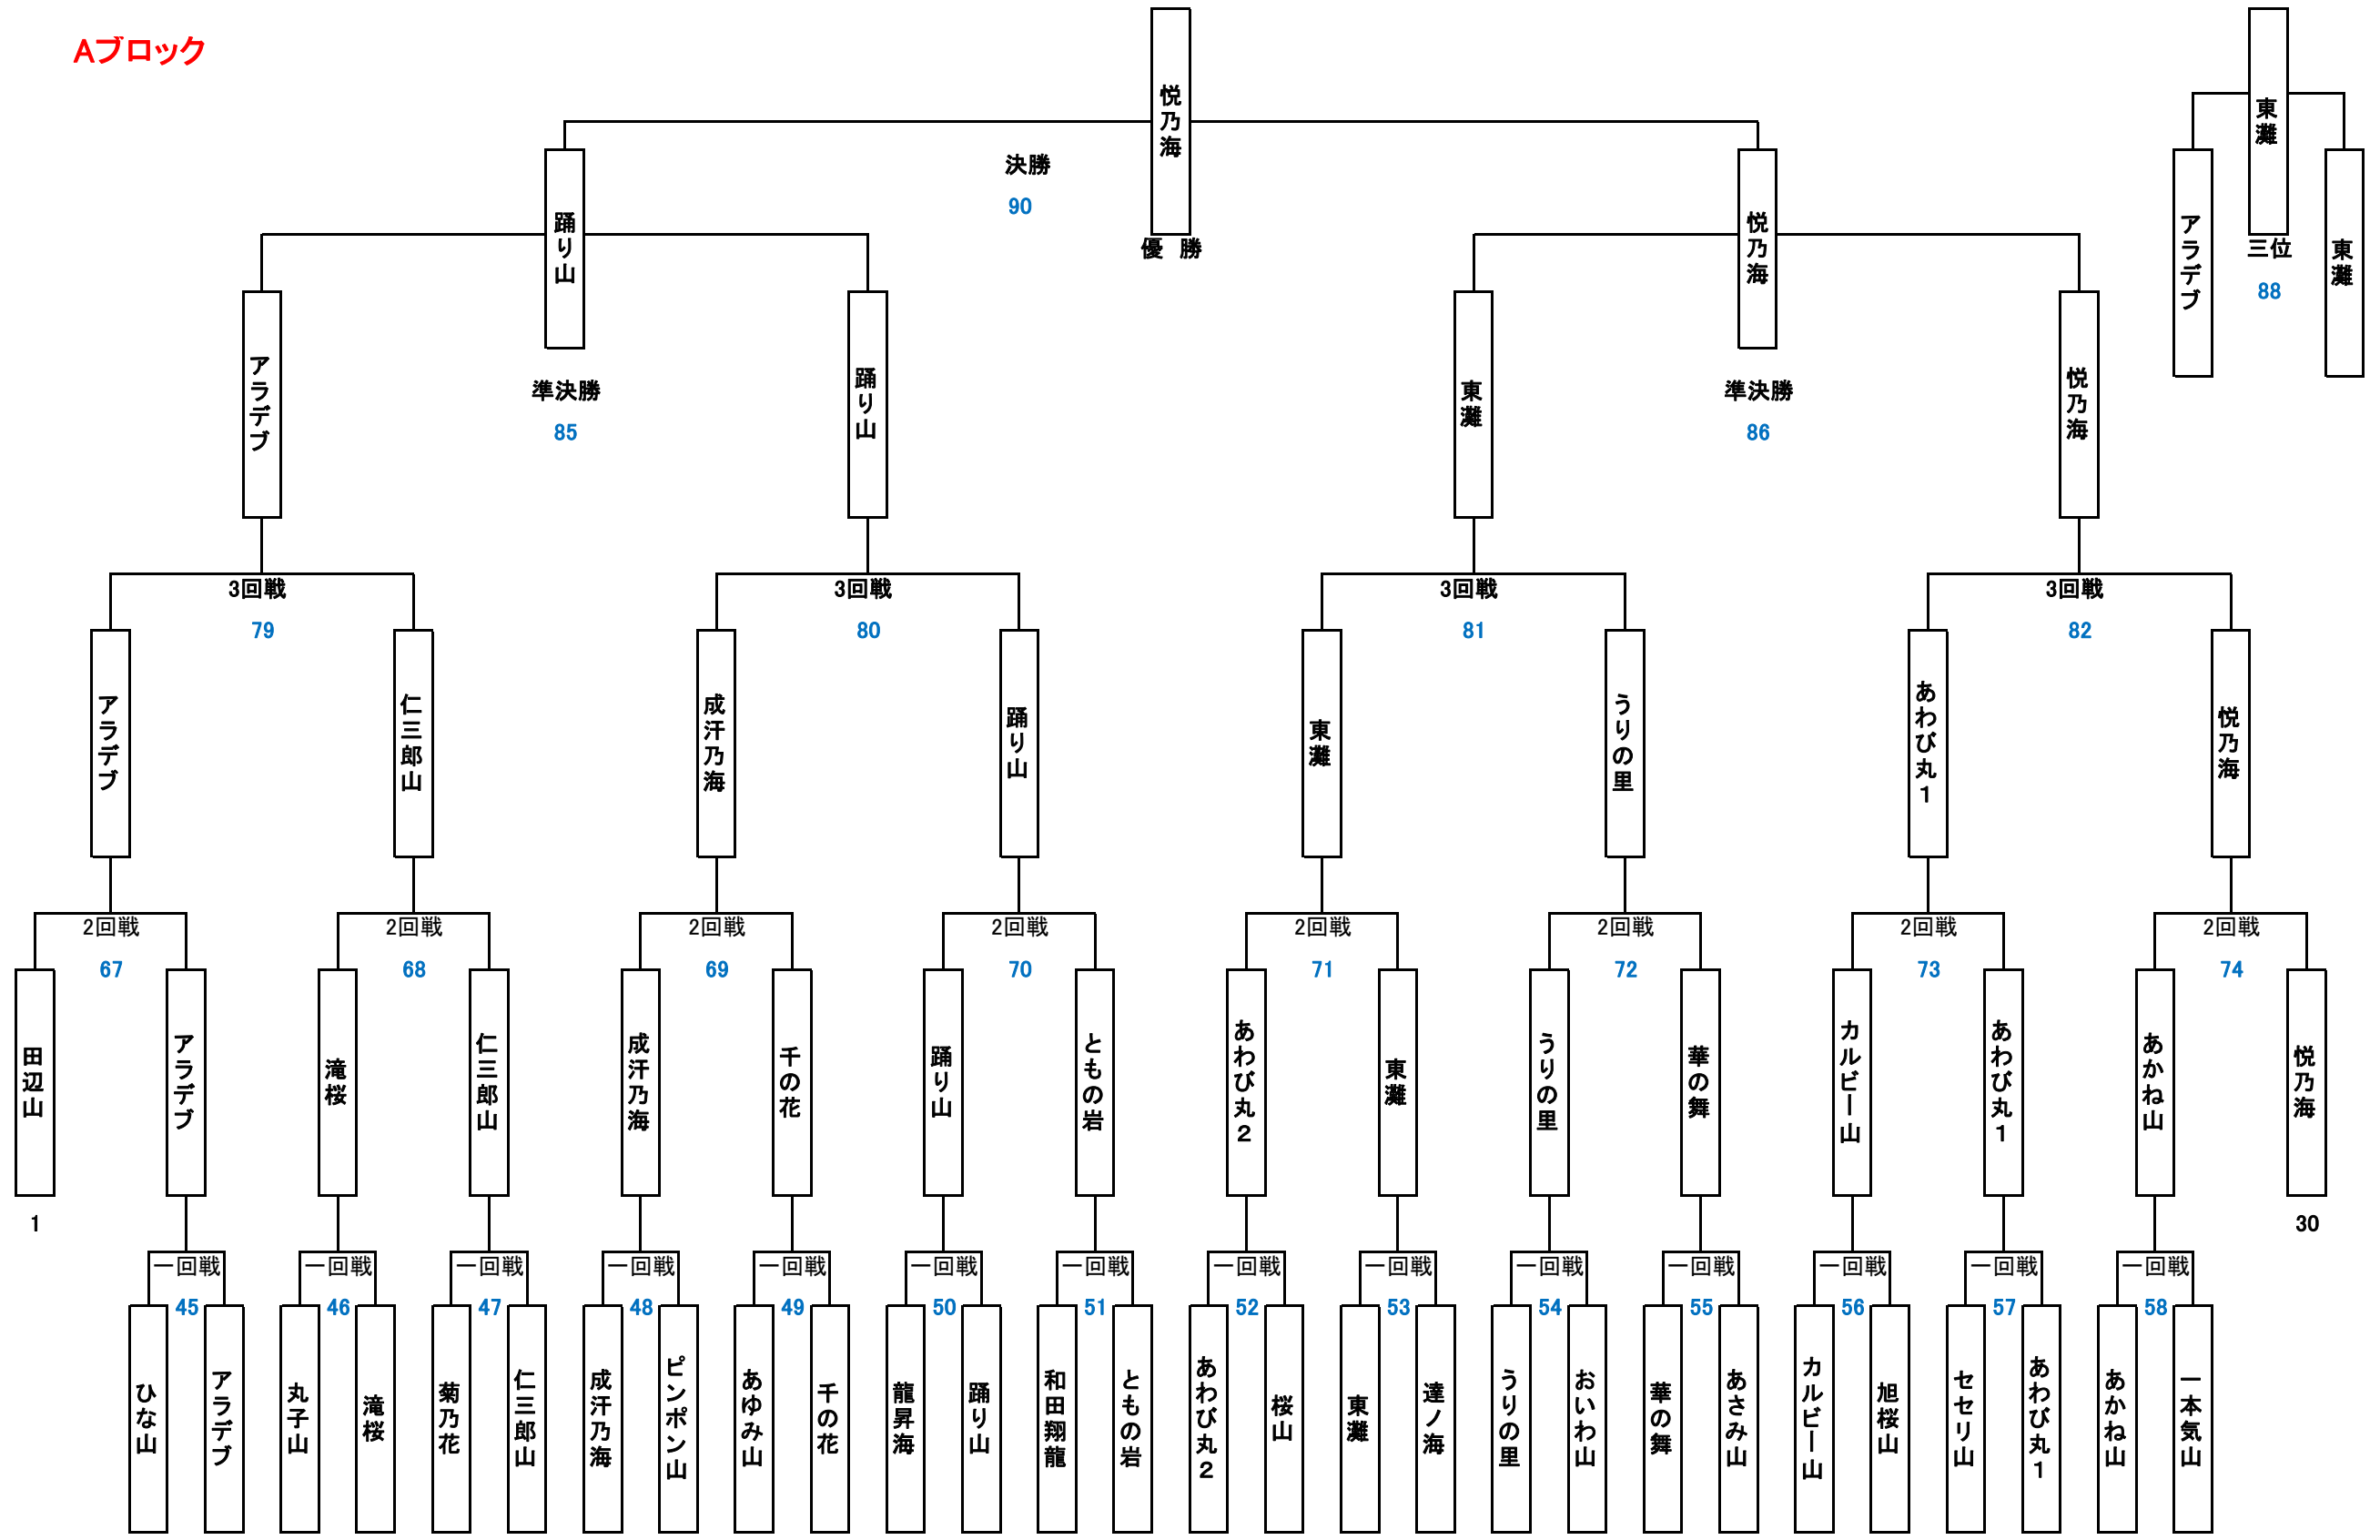 Aブロック
悦乃海
東灘
決勝
90
優 勝
踊り山
悦乃海
アラデブ
三位
88
東灘
アラデブ
準決勝
85
踊り山
東灘
準決勝
86
悦乃海
3回戦
79
3回戦
80
3回戦
81
3回戦
82
アラデブ
仁三郎山
成汗乃海
踊り山
東灘
うりの里
あわび丸1
悦乃海
2回戦
67
2回戦
68
2回戦
69
2回戦
70
2回戦
71
2回戦
72
2回戦
73
2回戦
74
田辺山
アラデブ
滝桜
仁三郎山
成汗乃海
千の花
踊り山
ともの岩
あわび丸2
東灘
うりの里
華の舞
カルビー山
あわび丸1
あかね山
悦乃海
1
30
一回戦
45
一回戦
46
一回戦
47
一回戦
48
一回戦
49
一回戦
50
一回戦
51
一回戦
52
一回戦
53
一回戦
54
一回戦
55
一回戦
56
一回戦
57
一回戦
58
ひな山
アラデブ
丸子山
滝桜
菊乃花
仁三郎山
成汗乃海
ピンポン山
あゆみ山
千の花
龍昇海
踊り山
和田翔龍
ともの岩
あわび丸2
桜山
東灘
達ノ海
うりの里
おいわ山
華の舞
あさみ山
カルビー山
旭桜山
セセリ山
あわび丸1
あかね山
一本気山